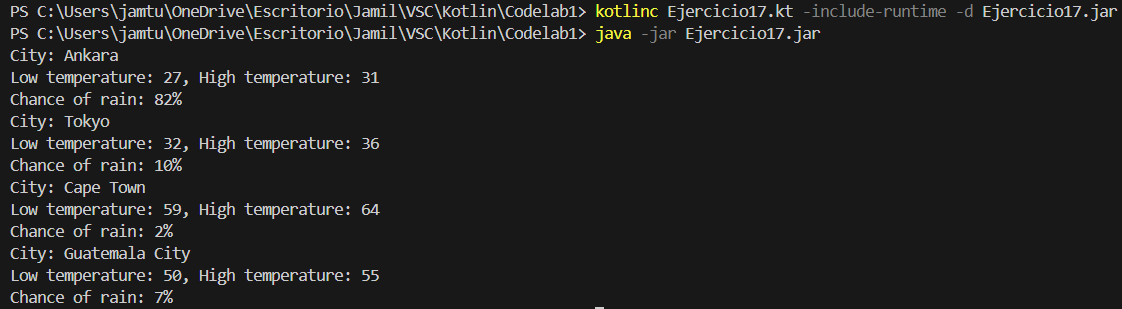 PS C:\Users\jamtu\OneDrive\Escritorio\Jamil\VSC\Kotlin\Codelab1> kotlinc Ejercicio17.kt -include-runtime -d Ejercicio17.jar
PS C:\Users\jamtu\OneDrive\Escritorio\Jamil\VSC\Kotlin\Codelab1> java -jar Ejercicio17.jar
City: Ankara
Low temperature: 27, High temperature: 31
Chance of rain: 82%
City: Tokyo
Low temperature: 32, High temperature: 36
Chance of rain: 10%
City: Cape Town
Low temperature: 59, High temperature: 64
Chance of rain: 2%
City: Guatemala City
Low temperature: 50, High temperature: 55
Chance of rain: 7%